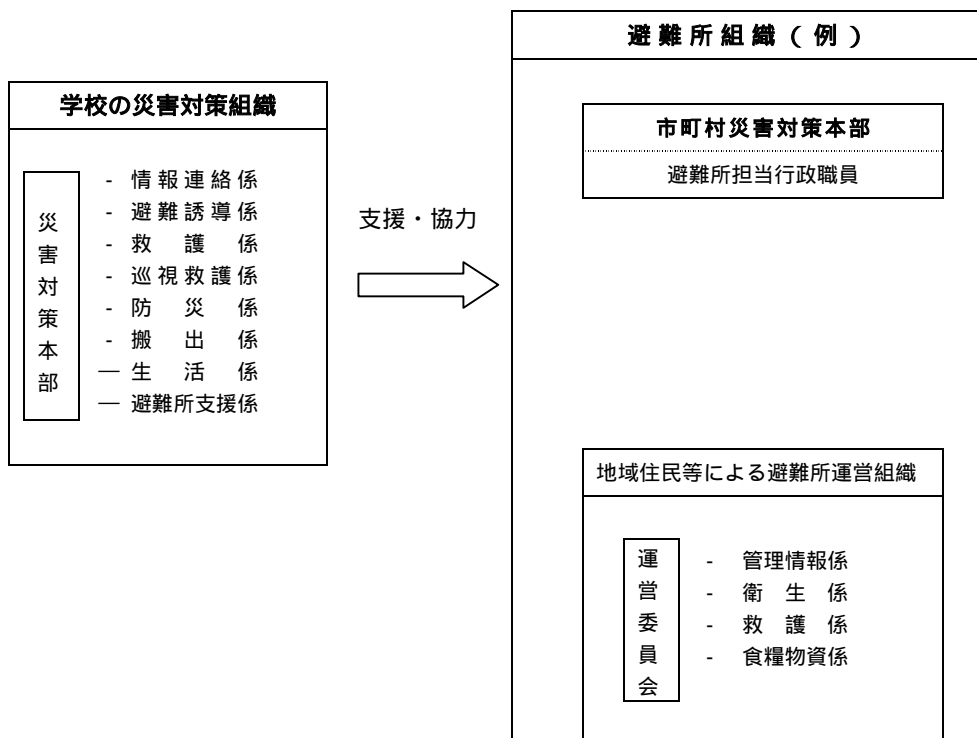 学校の災害対策組織
災害対策本部
- 情報連絡係
- 避難誘導係
- 救護係
- 巡視救護係
- 防災係
- 搬出係
― 生活係
― 避難所支援係
支援・協力
避難所組織(例)
市町村災害対策本部
避難所担当行政職員
地域住民等による避難所運営組織
運営委員会
- 管理情報係
- 衛生係
- 救護係
- 食糧物資係